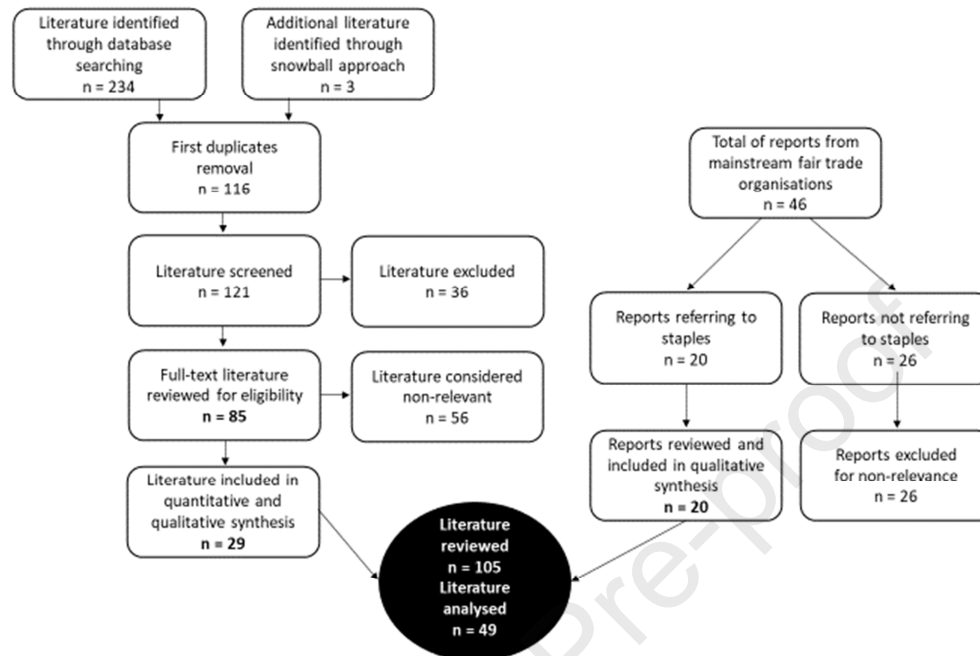 Literature identified
through database
searching
n = 234
Additional literature
identified through
snowball approach
n = 3
First duplicates
removal
n = 116
Literature screened
n = 121
Literature excluded
n = 36
Full-text literature
reviewed for eligibility
n = 85
Literature considered
non-relevant
n = 56
Literature included in
quantitative and
qualitative synthesis
n = 29
Total of reports from
mainstream fair trade
organisations
n = 46
Reports referring to
staples
n = 20
Reports not referring
to staples
n = 26
Reports reviewed and
included in qualitative
synthesis
n = 20
Reports excluded
for non-relevance
n = 26
Literature
reviewed
n = 105
Literature
analysed
n = 49
Pre-proof